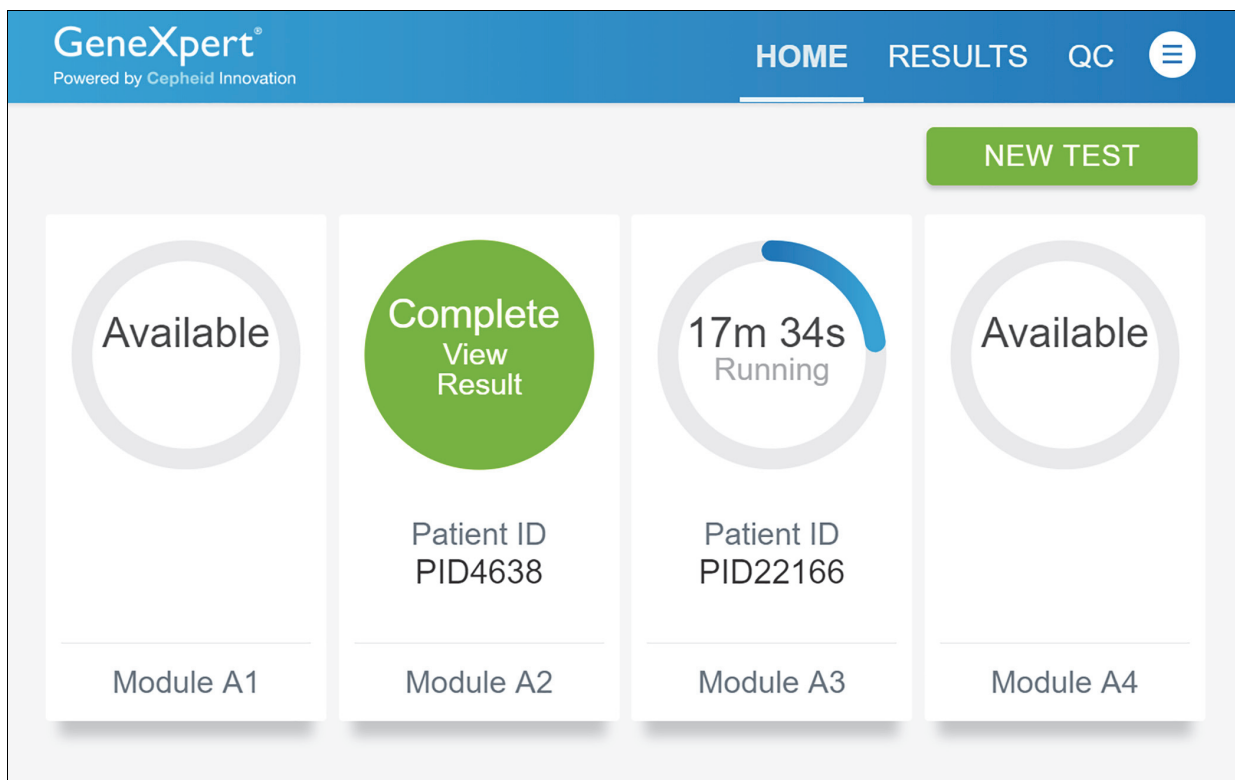 GeneXpert®
Powered by Cepheid Innovation
HOME RESULTS QC
NEW TEST
Available
Module A1
Complete
View
Result
Patient ID
PID4638
Module A2
17m 34s
Running
Patient ID
PID22166
Module A3
Available
Module A4